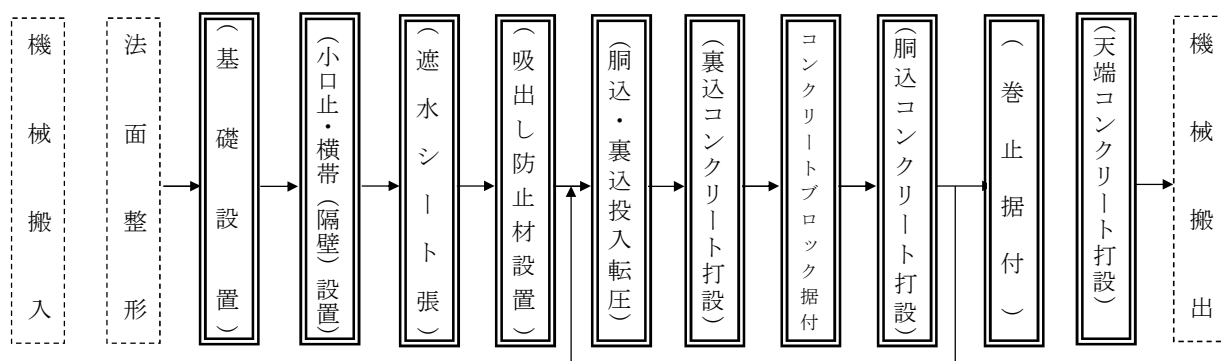 機械搬入
法面整形
(基礎設置)
(小口止・横帯(隔壁)設置)
(遮水シート張)
(吸出し防止材設置)
(胴込・裏込投入転圧)
(裏込コンクリート打設)
コンクリートブロック据付
(胴込コンクリート打設)
(巻止据付)
(天端コンクリート打設)
機械搬出